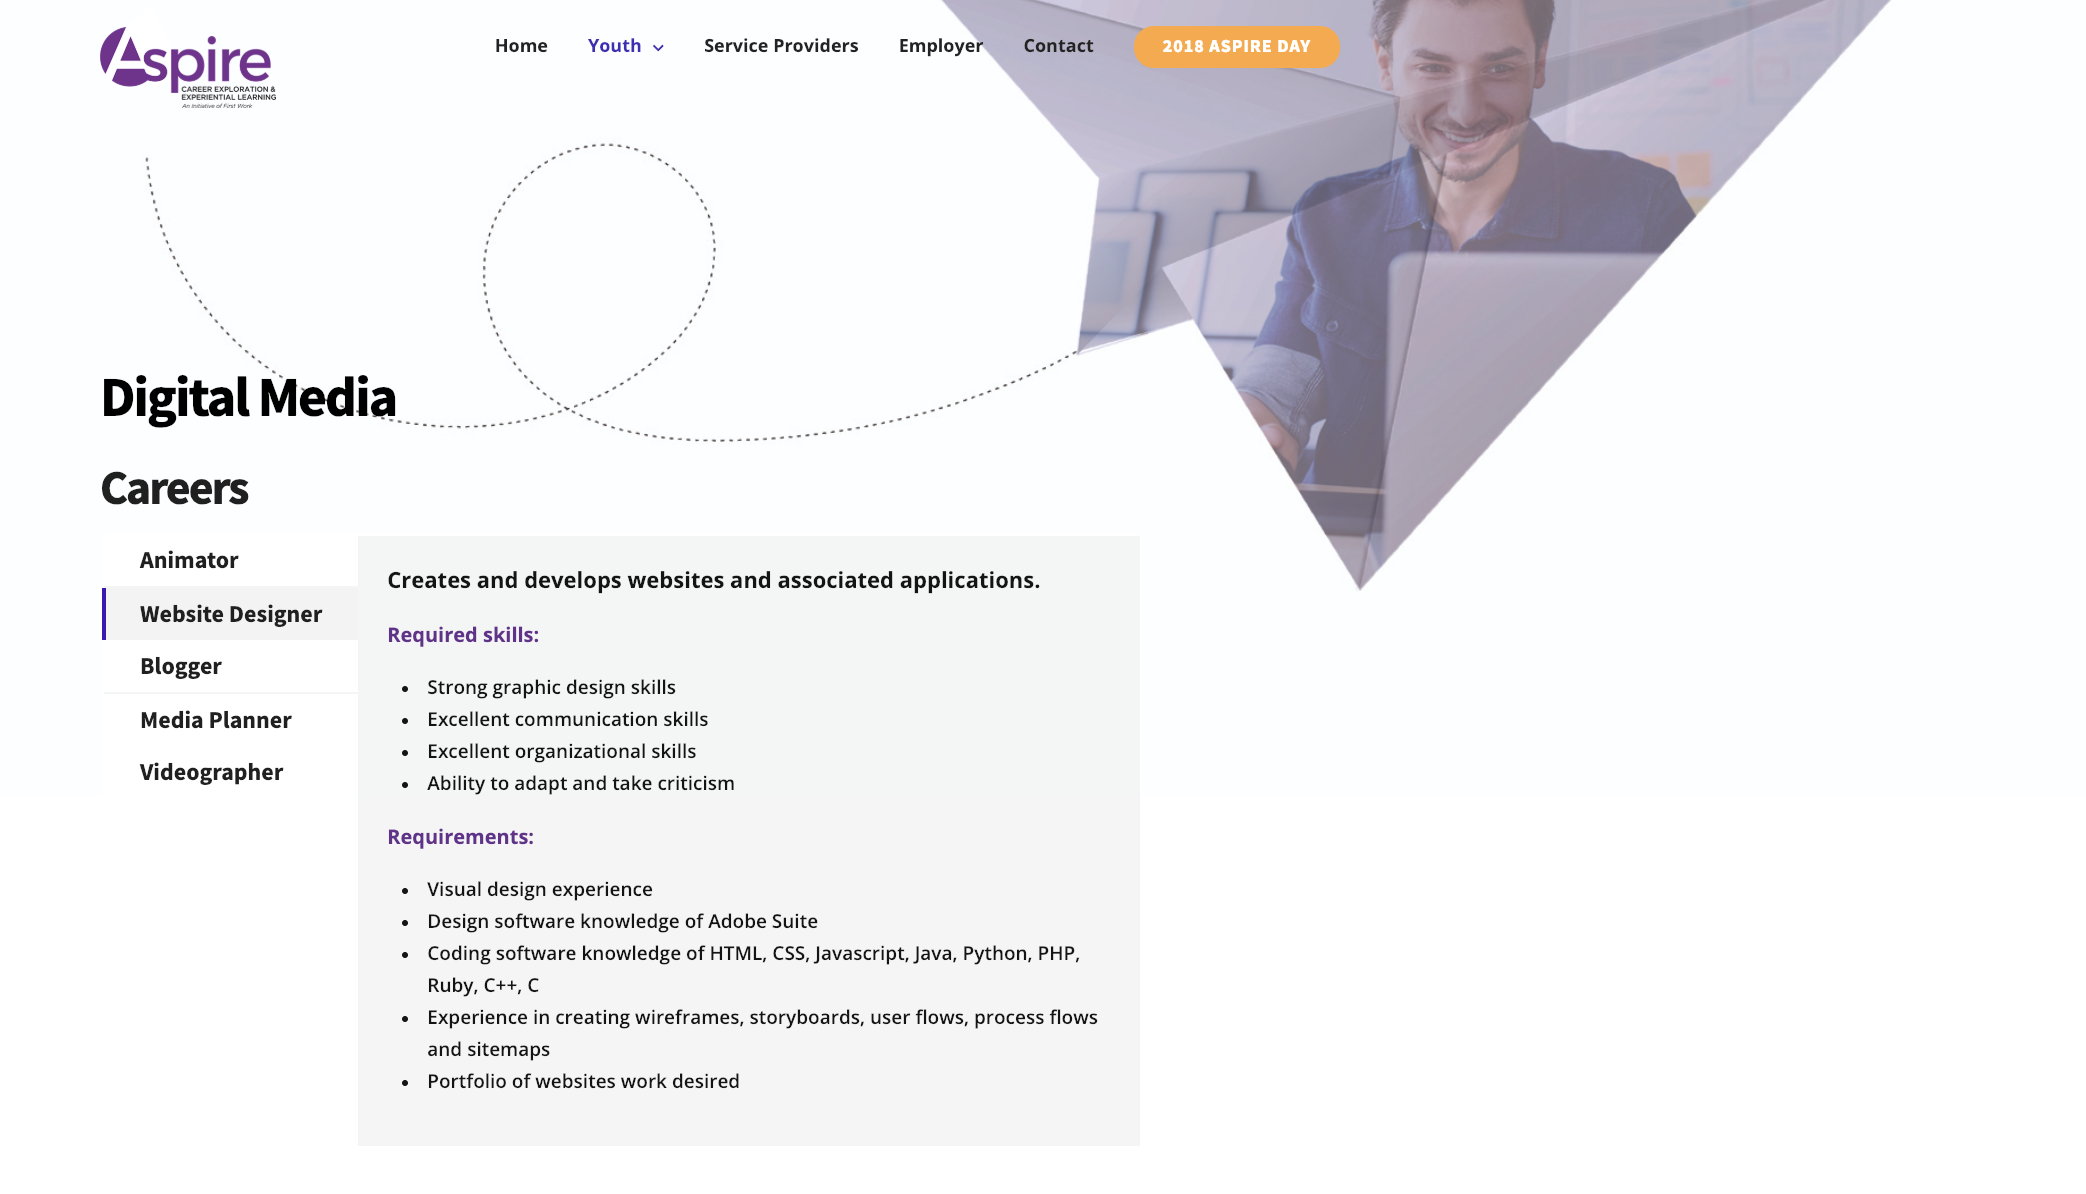 Aspire
CAREER EXPLORATION &
EXPERIENTIAL LEARNING
An Initiative of First Work
Home
Youth
Service Providers
Employer
Contact
2018 ASPIRE DAY
Digital Media
Careers
Animator
Website Designer
Blogger
Media Planner
Videographer
Creates and develops websites and associated applications.
Required skills:
• Strong graphic design skills
• Excellent communication skills
• Excellent organizational skills
• Ability to adapt and take criticism
Requirements:
• Visual design experience
• Design software knowledge of Adobe Suite
• Coding software knowledge of HTML, CSS, Javascript, Java, Python, PHP,
Ruby, C++, C
• Experience in creating wireframes, storyboards, user flows, process flows
and sitemaps
• Portfolio of websites work desired